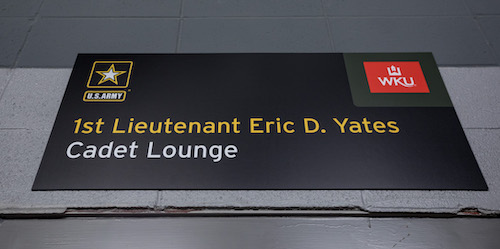 U.S.ARMY
WKU
1st Lieutenant Eric D. Yates
Cadet Lounge